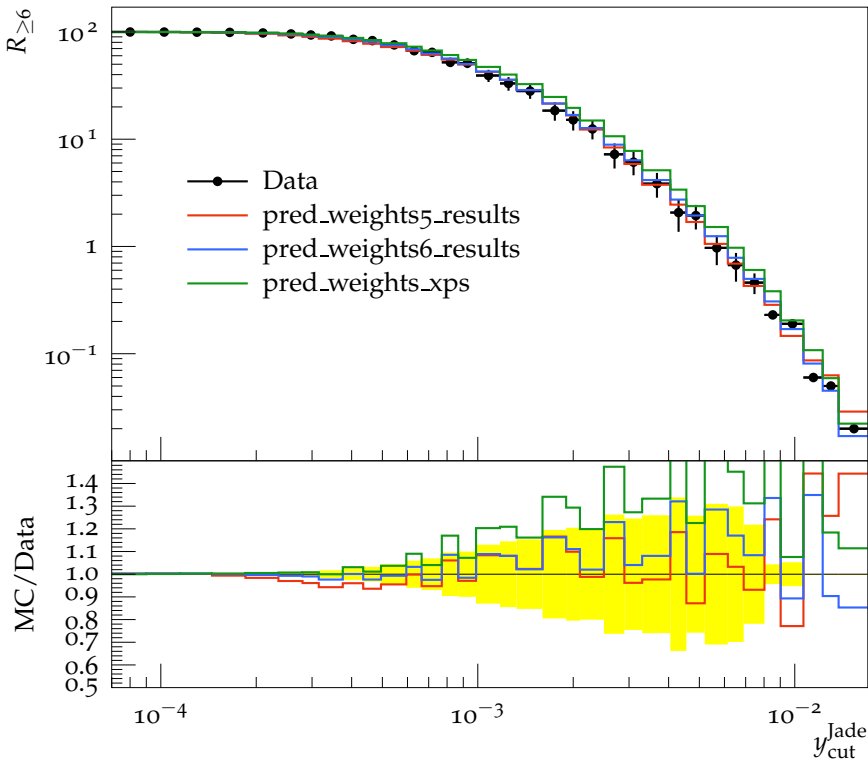 R≥6
10²
10¹
1
10⁻¹
Data
pred_weights5_results
pred_weights6_results
pred_weights_xps
MC/Data
1.4
1.3
1.2
1.1
1.0
0.9
0.8
0.7
0.6
0.5
10⁻⁴ 10⁻³ 10⁻²
y_cut^Jade